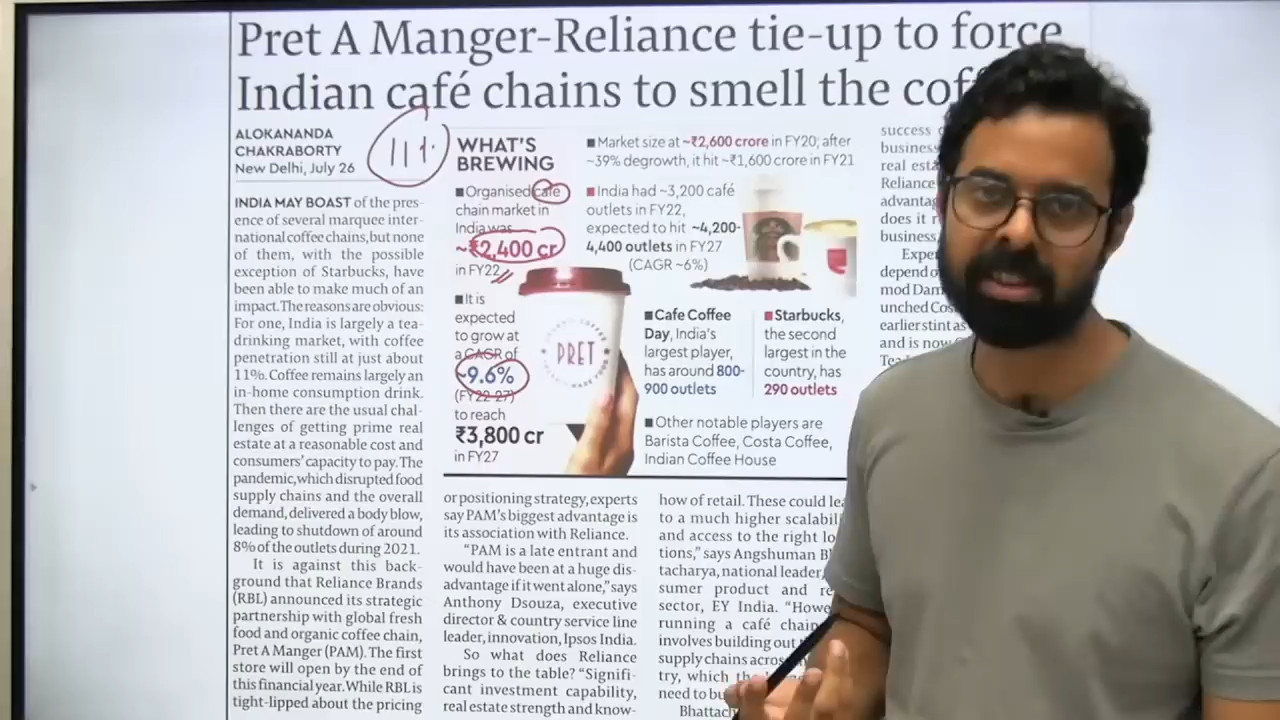 Pret A Manger-Reliance tie-up to force
Indian café chains to smell the
ALOKANANDA
CHAKRABORTY
New Delhi, July 26
11%
INDIA MAY BOAST of the pres-
ence of several marquee inter-
national coffee chains, but none
of them, with the possible
exception of Starbucks, have
been able to make much of an
impact. The reasons are obvious:
For one, India is largely a tea-
drinking market, with coffee
penetration still at just about
11%. Coffee remains largely an
in-home consumption drink.
Then there are the usual chal-
lenges of getting prime real
estate at a reasonable cost and
consumers' capacity to pay. The
pandemic, which disrupted food
supply chains and the overall
demand, delivered a body blow,
leading to shutdown of around
8% of the outlets during 2021.
It is against this back-
ground that Reliance Brands
(RBL) announced its strategic
partnership with global fresh
food and organic coffee chain,
Pret A Manger (PAM). The first
store will open by the end of
this financial year. While RBL is
tight-lipped about the pricing
WHAT'S
BREWING
■ Organised cafe
chain market in
India was
~₹2,400 cr
in FY22
■ It is
expected
to grow at
a CAGR of
~9.6%
(FY22-27)
to reach
₹3,800 cr
in FY27
■ Market size at ~₹2,600 crore in FY20; after
~39% degrowth, it hit ~₹1,600 crore in FY21
■ India had ~3,200 café
outlets in FY22,
expected to hit ~4,200-
4,400 outlets in FY27
(CAGR ~6%)
PRET
■ Cafe Coffee
Day, India's
largest player,
has around 800-
900 outlets
■ Starbucks,
the second
largest in the
country, has
290 outlets
■ Other notable players are
Barista Coffee, Costa Coffee,
Indian Coffee House
or positioning strategy, experts
say PAM's biggest advantage is
its association with Reliance.
"PAM is a late entrant and
would have been at a huge dis-
advantage if it went alone," says
Anthony Dsouza, executive
director & country service line
leader, innovation, Ipsos India.
So what does Reliance
brings to the table? "Signifi-
cant investment capability,
real estate strength and know-
how of retail. These could
to a much higher
and access to the right
tions," says Angshuman
tacharya, national leader,
sumer product and
sector, EY India.
running a café chain
involves building out
supply chains
try, which
need to
success
business
real
Reliance
does it
business,
depend
mod
earlier stint as
and is now